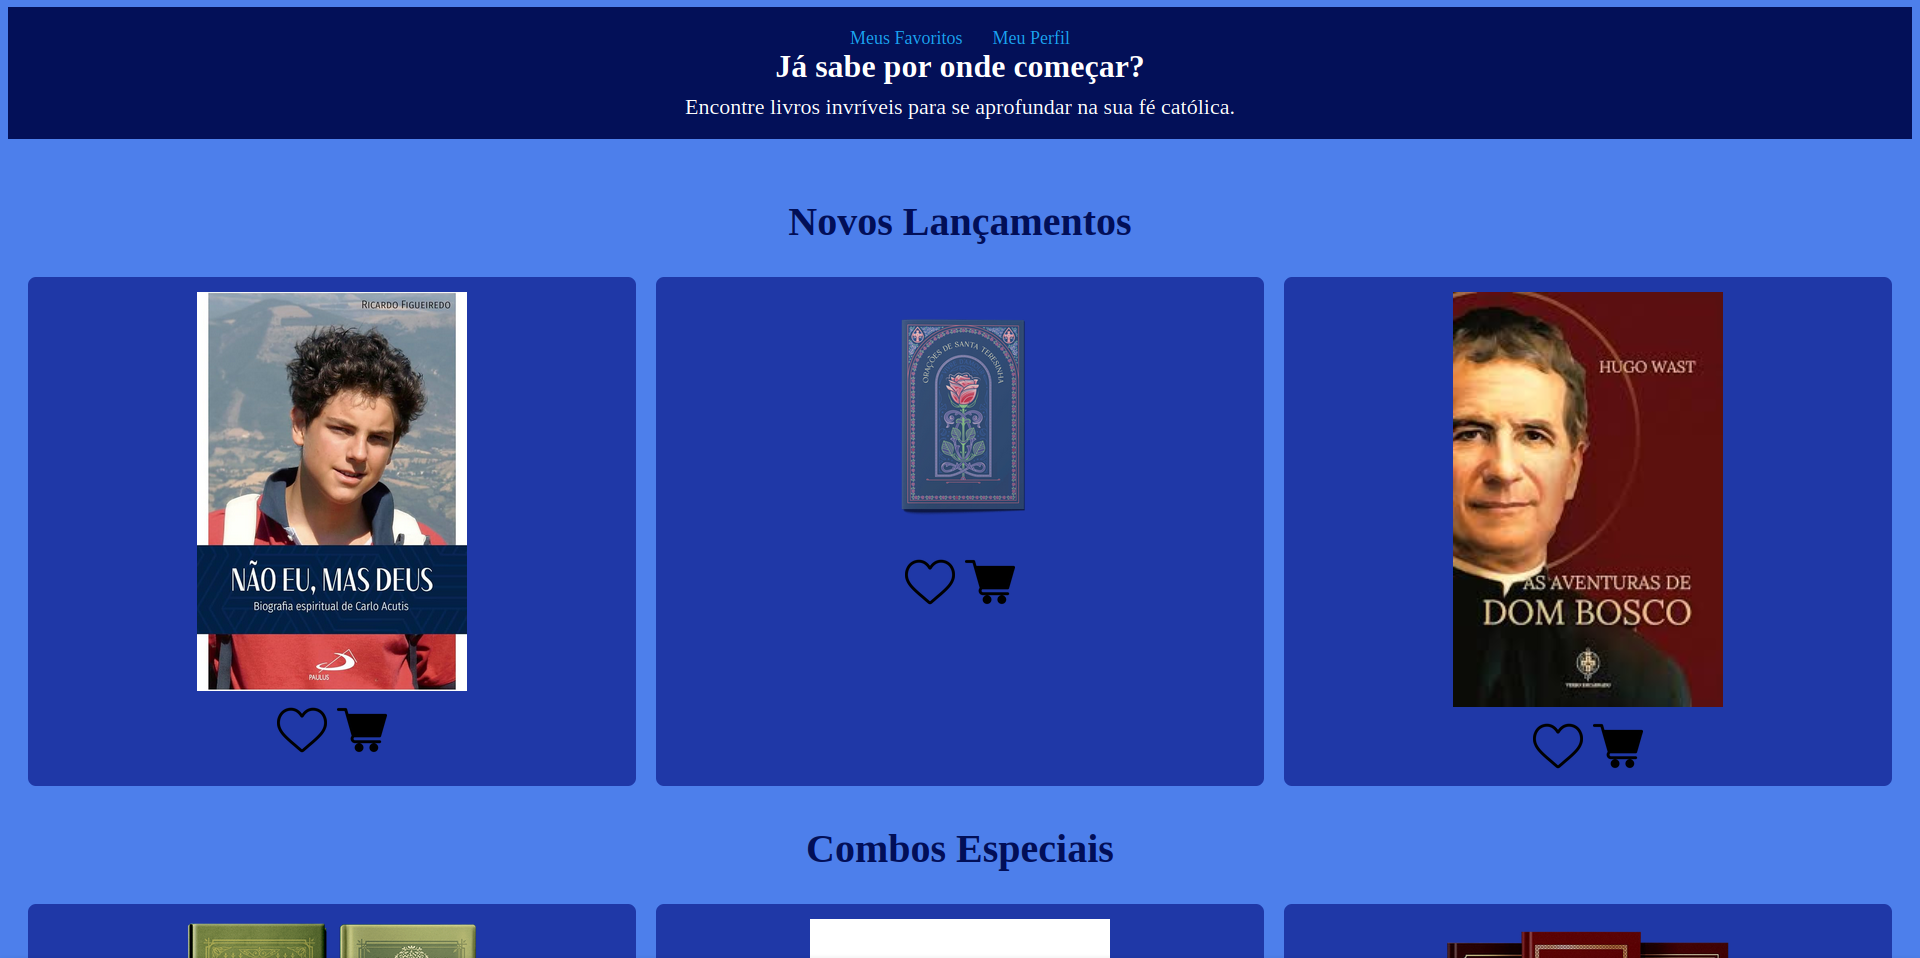 Meus Favoritos Meu Perfil
Já sabe por onde começar?
Encontre livros invríveis para se aprofundar na sua fé católica.
Novos Lançamentos
RICARDO FIGUEIREDO
NÃO EU, MAS DEUS
Biografia espiritual de Carlo Acutis
PAULUS
ORAÇÕES DE SANTA TERESINHA
HUGO WAST
AS AVENTURAS DE
DOM BOSCO
Combos Especiais